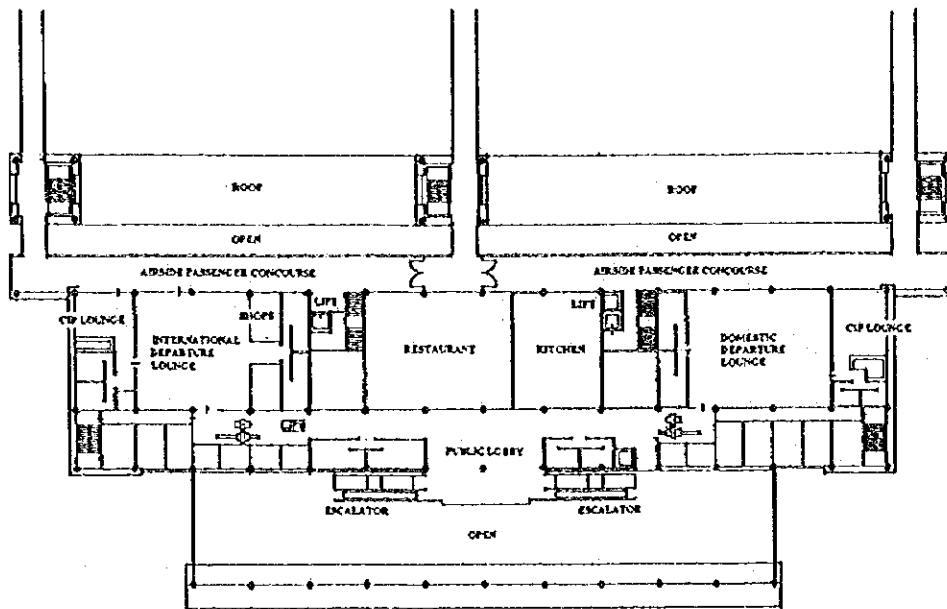 ROOF
ROOF
OPEN
OPEN
AIRSIDE PASSENGER CONCOURSE
AIRSIDE PASSENGER CONCOURSE
CIP LOUNGE
SHOPS
LIFT
LIFT
CIP LOUNGE
INTERNATIONAL
DEPARTURE
LOUNGE
RESTAURANT
KITCHEN
DOMESTIC
DEPARTURE
LOUNGE
LIFT
PUBLIC LOBBY
ESCALATOR
ESCALATOR
OPEN